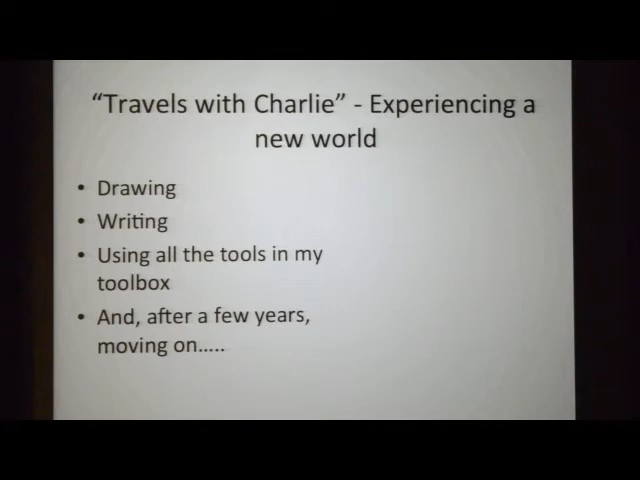 “Travels with Charlie” - Experiencing a
new world
• Drawing
• Writing
• Using all the tools in my
toolbox
• And, after a few years,
moving on…..